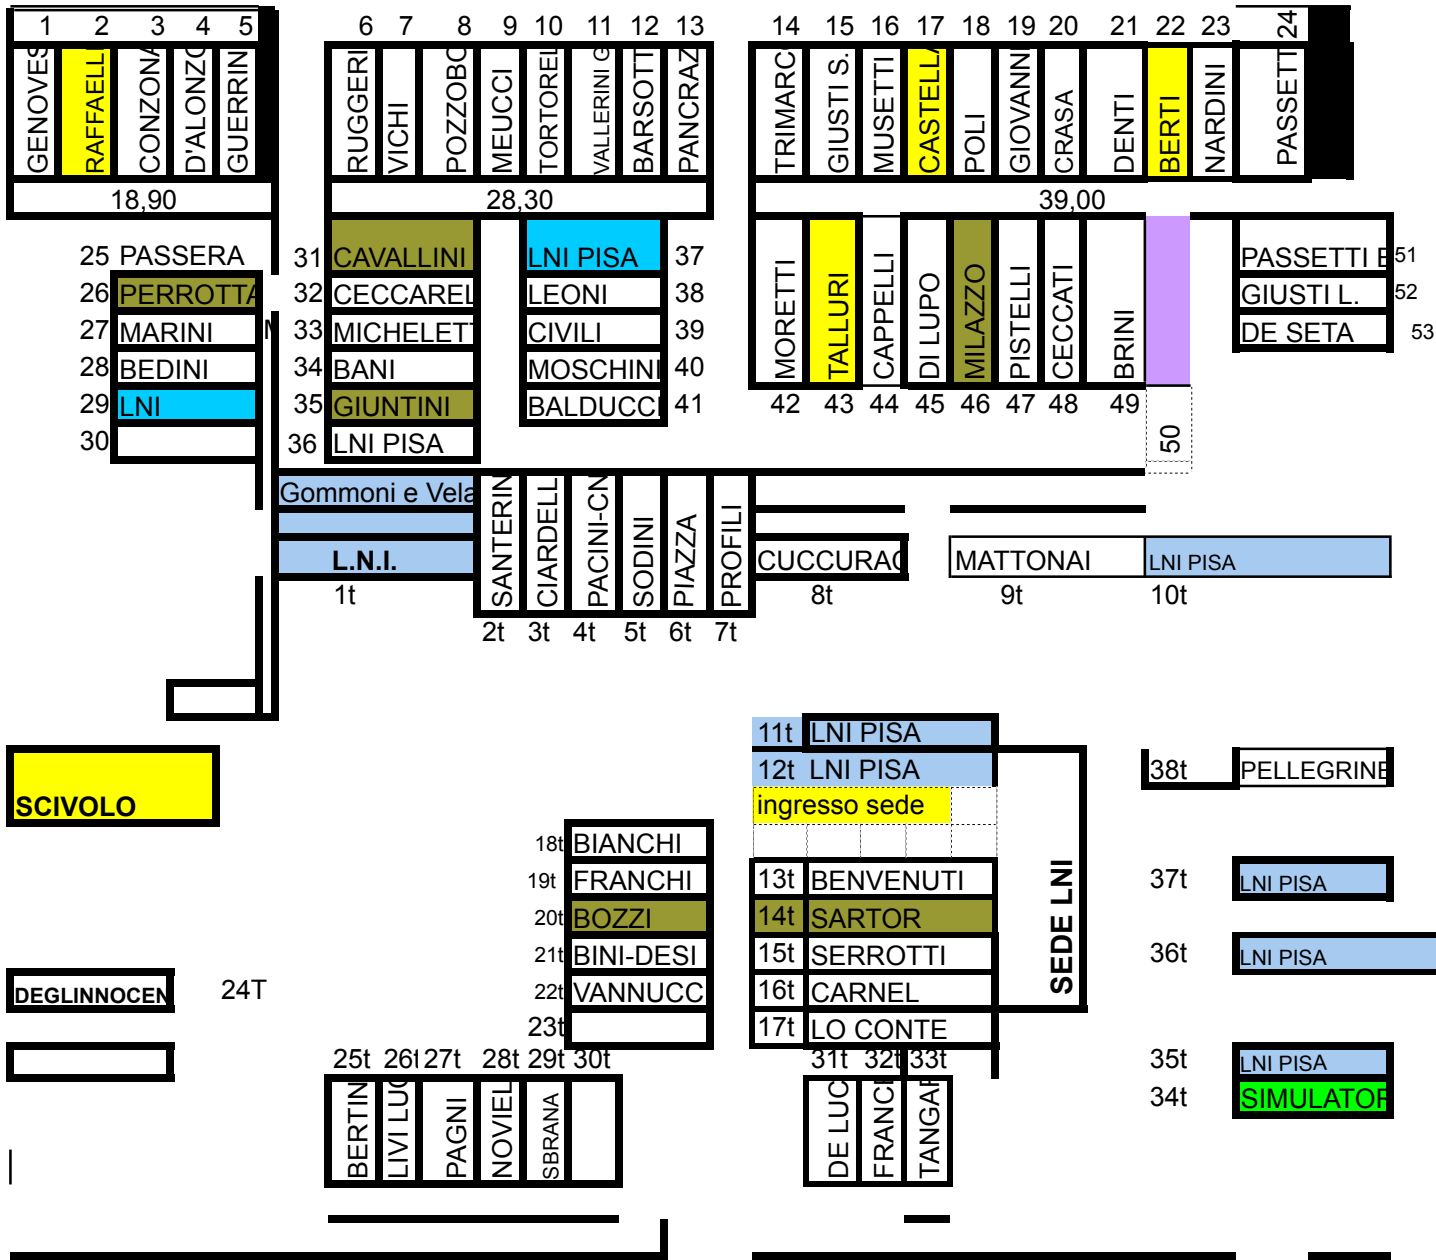 1 2 3 4 5 6 7 8 9 10 11 12 13 14 15 16 17 18 19 20 21 22 23 24
GENOVES RAFFAELL CONZONA D'ALONZO GUERRIN RUGGERI VICHI POZZOBO MEUCCI TORTOREL VALLERINI G BARSOTT PANCRAZ TRIMARC GIUSTI S. MUSETTI CASTELLA POLI GIOVANN CRASA DENTI BERTI NARDINI PASSETT
18,90 28,30 39,00
25 PASSERA 31 CAVALLINI LNI PISA 37 PASSETTI E 51
26 PERROTTA 32 CECCAREL LEONI 38 GIUSTI L. 52
27 MARINI M 33 MICHELETT CIVILI 39 DE SETA 53
28 BEDINI 34 BANI MOSCHINI 40
29 LNI 35 GIUNTINI BALDUCCI 41
30 36 LNI PISA
MORETTI TALLURI CAPPELLI DI LUPO MILAZZO PISTELLI CECCATI BRINI
42 43 44 45 46 47 48 49 50
Gommoni e Vela
L.N.I.
1t
SANTERIN CIARDELL PACINI-CN SODINI PIAZZA PROFILI
2t 3t 4t 5t 6t 7t
CUCCURAC MATTONAI LNI PISA
8t 9t 10t
11t LNI PISA
12t LNI PISA 38t PELLEGRINE
SCIVOLO ingresso sede
SEDE LNI
18t BIANCHI
19t FRANCHI 13t BENVENUTI 37t LNI PISA
20t BOZZI 14t SARTOR
21t BINI-DESI 15t SERROTTI 36t LNI PISA
DEGLINNOCEN 24T 22t VANNUCC 16t CARNEL
23t 17t LO CONTE
25t 26t 27t 28t 29t 30t 31t 32t 33t 35t LNI PISA
34t SIMULATOR
BERTIN LIVI LUC PAGNI NOVIEL SBRANA DE LUC FRANCE TANGAR